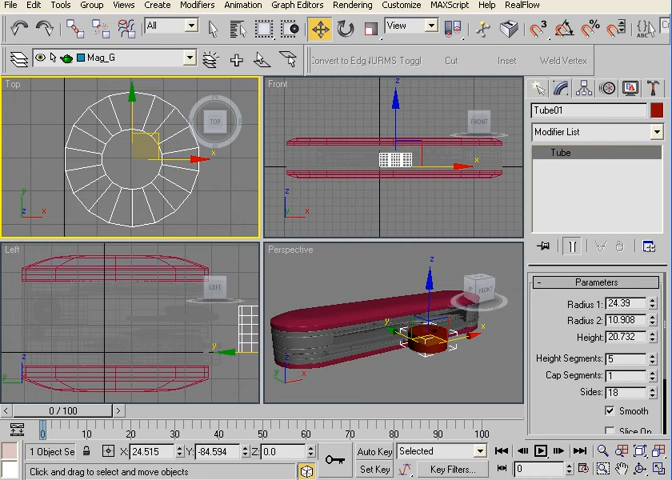 File Edit Tools Group Views Create Modifiers Animation Graph Editors Rendering Customize MAXScript Help RealFlow
All View
Mag_G Convert to Edg NURMS Toggl Cut Insert Weld Vertex
Top Front
TOP FRONT
Left Perspective
LEFT
Tube01
Modifier List
Tube
Parameters
Radius 1: 24.39
Radius 2: 10.908
Height: 20.732
Height Segments: 5
Cap Segments: 1
Sides: 18
Smooth
Slice On
0 / 100
0 10 20 30 40 50 60 70 80 90 100
1 Object Se X: 24.515 Y: -84.594 Z: 0.0 Auto Key Selected
Click and drag to select and move objects Set Key Key Filters... 0